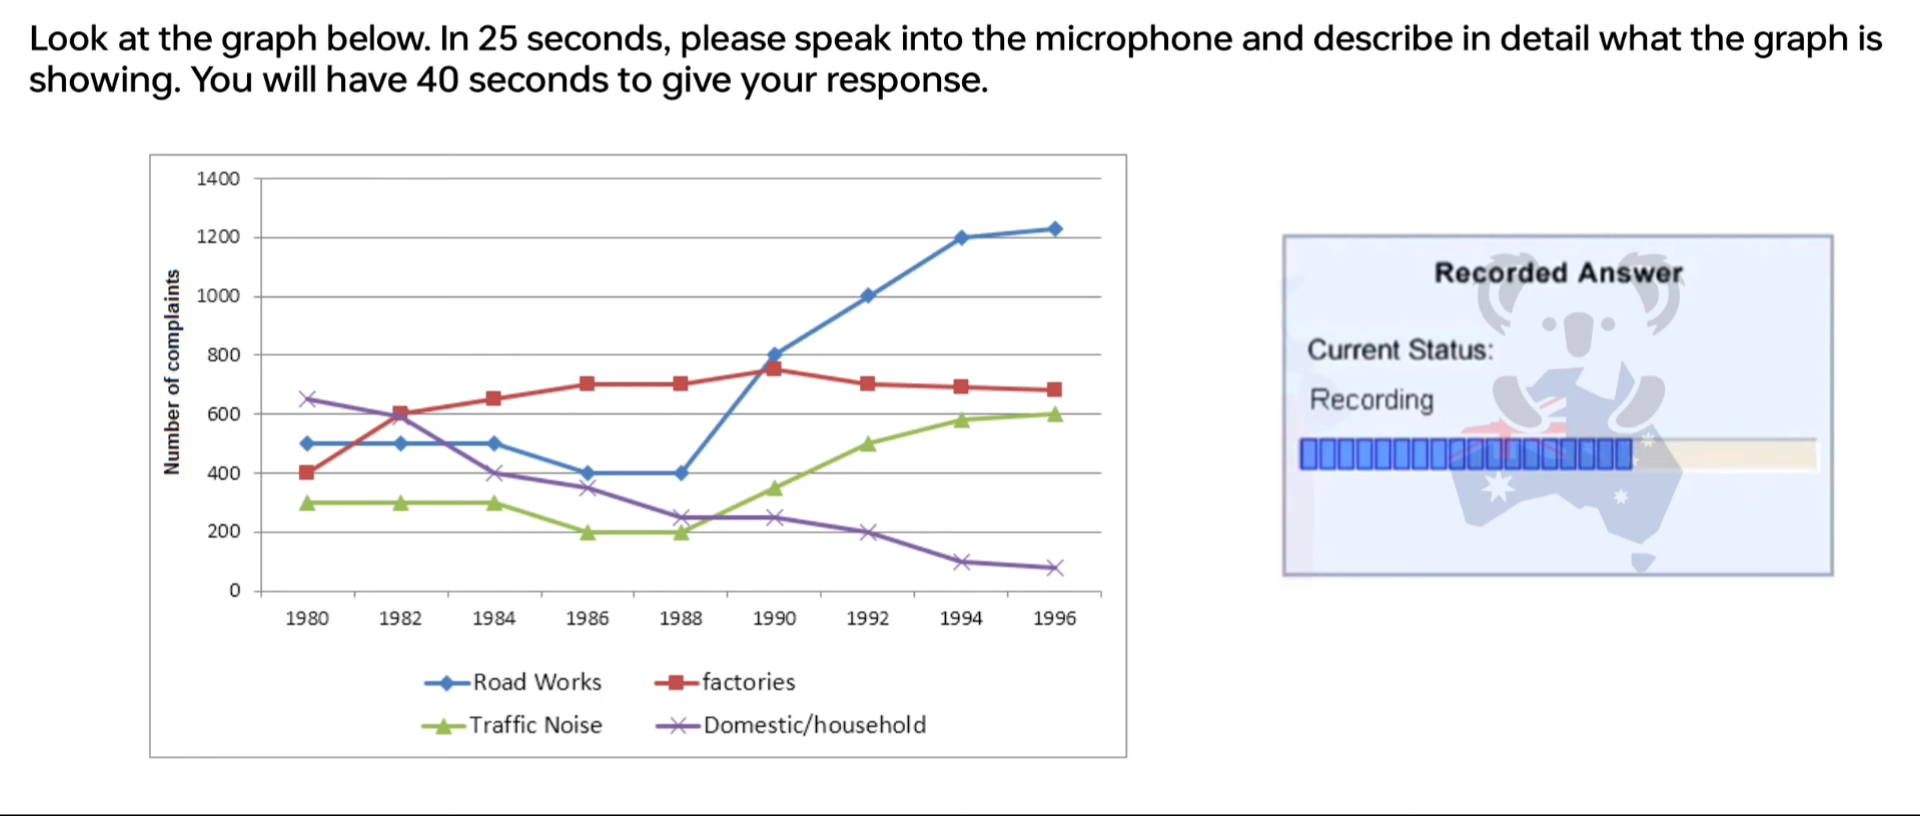 Look at the graph below. In 25 seconds, please speak into the microphone and describe in detail what the graph is
showing. You will have 40 seconds to give your response.
Number of complaints
1400
1200
1000
800
600
400
200
0
1980 1982 1984 1986 1988 1990 1992 1994 1996
Road Works factories
Traffic Noise Domestic/household
Recorded Answer
Current Status:
Recording